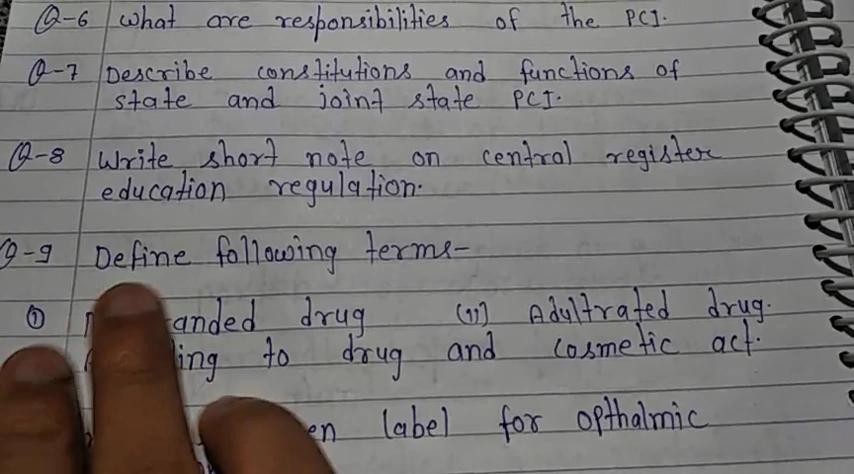 Q-6 What are responsibilities of the PCI.
Q-7 Describe constitutions and functions of
state and joint state PCI.
Q-8 Write short note on central register
education regulation.
Q-9 Define following terms-
① anded drug (ii) Adultrated drug.
ing to drug and cosmetic act.
en label for opthalmic